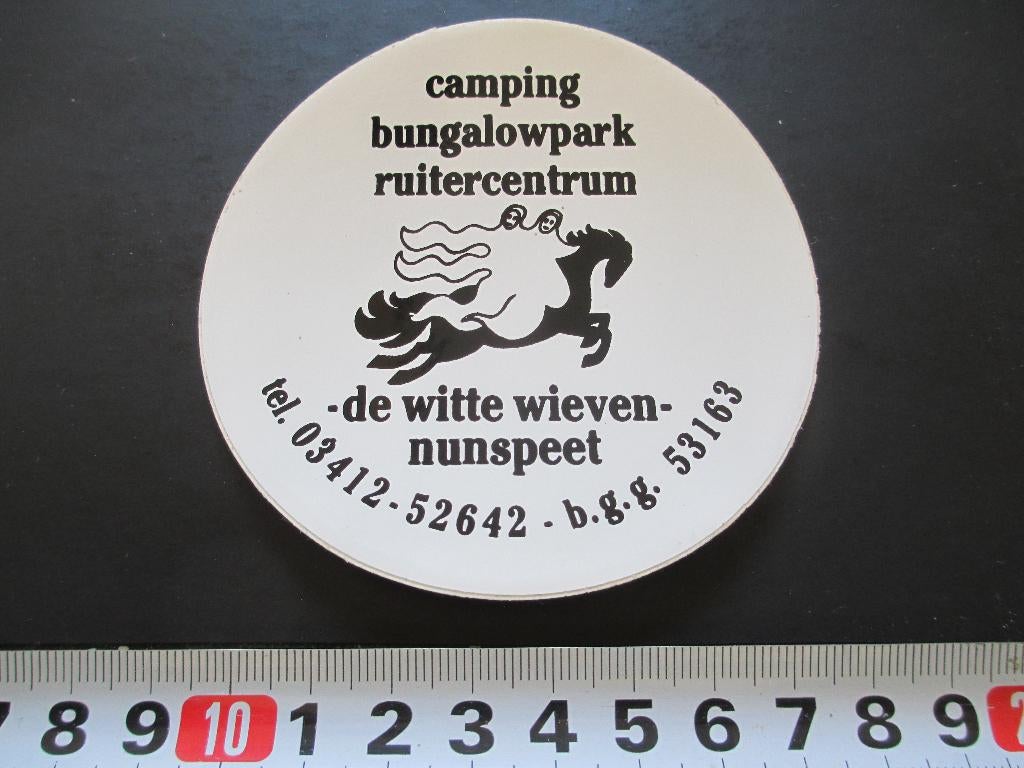 camping
bungalowpark
ruitercentrum
-de witte wieven-
nunspeet
tel. 03412-52642 - b.g.g. 53163
8 9 10 1 2 3 4 5 6 7 8 9